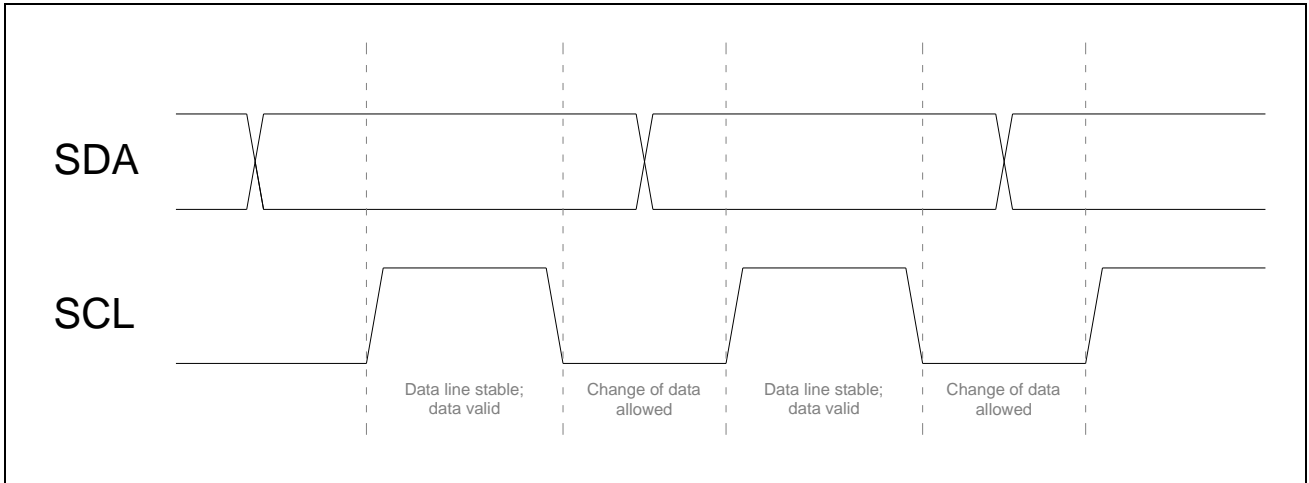 SDA
SCL
Data line stable;
data valid
Change of data
allowed
Data line stable;
data valid
Change of data
allowed